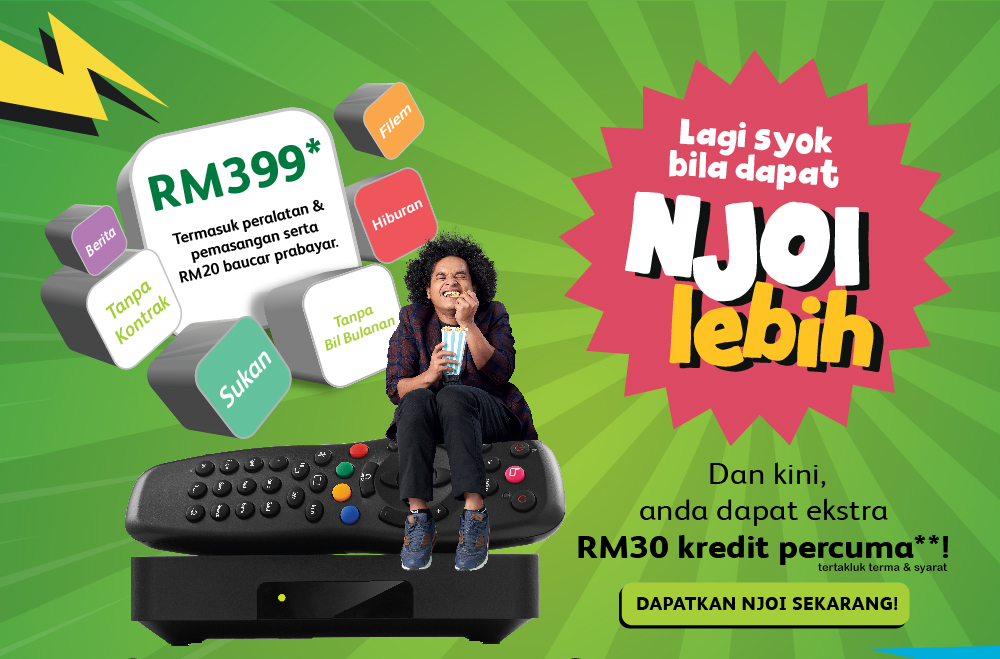 RM399*
Termasuk peralatan &
pemasangan serta
RM20 baucar prabayar.
Filem
Hiburan
Berita
Tanpa
Kontrak
Tanpa
Bil Bulanan
Sukan
Lagi syok
bila dapat
NJOI
lebih
Dan kini,
anda dapat ekstra
RM30 kredit percuma**!
tertakluk terma & syarat
DAPATKAN NJOI SEKARANG!